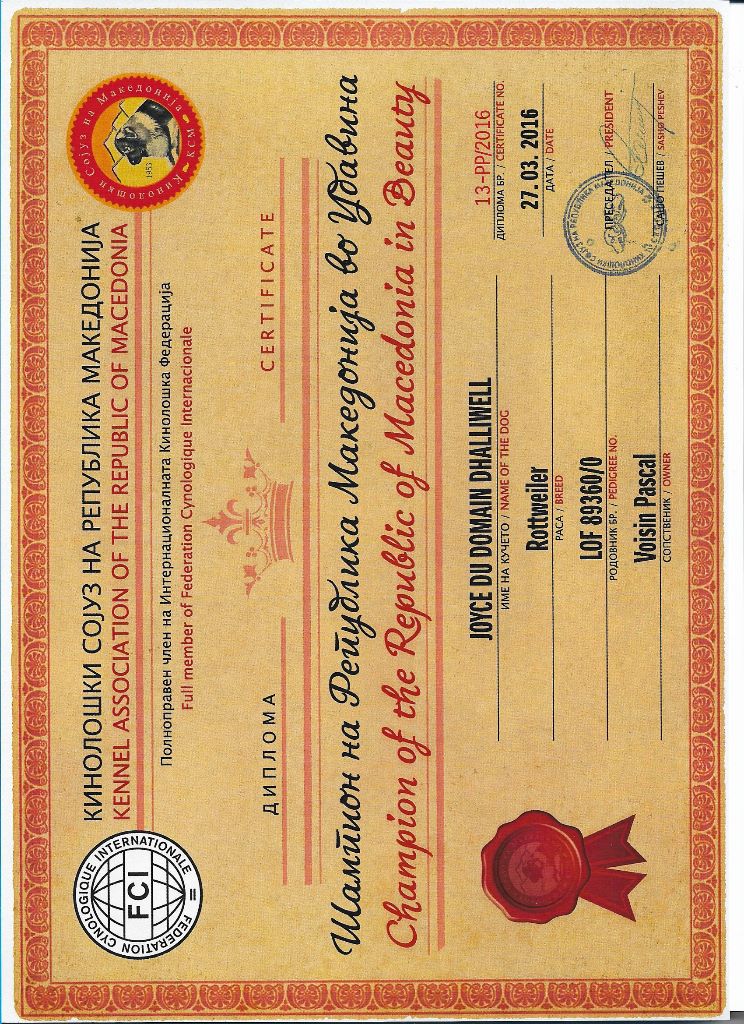 КИНОЛОШКИ СОЈУЗ НА РЕПУБЛИКА МАКЕДОНИЈА
KENNEL ASSOCIATION OF THE REPUBLIC OF MACEDONIA
Полноправен член на Интернационалната Кинолошка Федерација
Full member of Federation Cynologique Internacionale
FEDERATION CYNOLOGIQUE INTERNATIONALE
FCI
Кинолошки Сојуз на Македонија
КСМ
1953
ДИПЛОМА
CERTIFICATE
Шампион на Република Македонија во Убавина
Champion of the Republic of Macedonia in Beauty
JOYCE DU DOMAIN DHALLIWELL
ИМЕ НА КУЧЕТО / NAME OF THE DOG
Rottweiler
РАСА / BREED
LOF 89360/0
РОДОВНИК БР. / PEDIGREE NO.
Voisin Pascal
СОПСТВЕНИК / OWNER
13-PP/2016
ДИПЛОМА БР. / CERTIFICATE NO.
27.03.2016
ДАТА / DATE
ПРЕСЕДАТЕЛ / PRESIDENT
САШО ПЕШЕВ / SASHO PESHEV